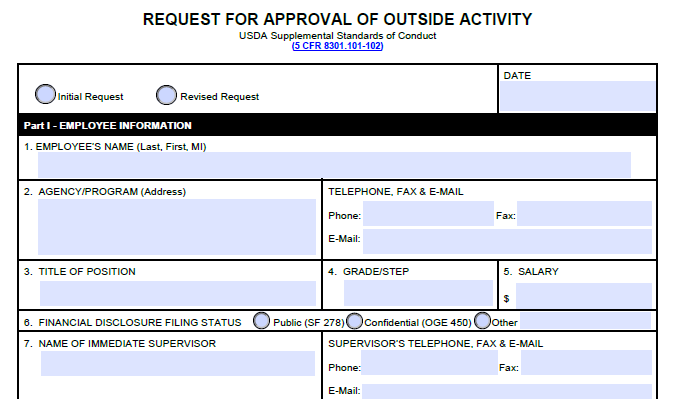 REQUEST FOR APPROVAL OF OUTSIDE ACTIVITY
USDA Supplemental Standards of Conduct
(5 CFR 8301.101-102)
Initial Request Revised Request
DATE
Part I - EMPLOYEE INFORMATION
1. EMPLOYEE'S NAME (Last, First, MI)
2. AGENCY/PROGRAM (Address)
TELEPHONE, FAX & E-MAIL
Phone: Fax:
E-Mail:
3. TITLE OF POSITION
4. GRADE/STEP
5. SALARY
$
6. FINANCIAL DISCLOSURE FILING STATUS Public (SF 278) Confidential (OGE 450) Other
7. NAME OF IMMEDIATE SUPERVISOR
SUPERVISOR'S TELEPHONE, FAX & E-MAIL
Phone: Fax:
E-Mail: